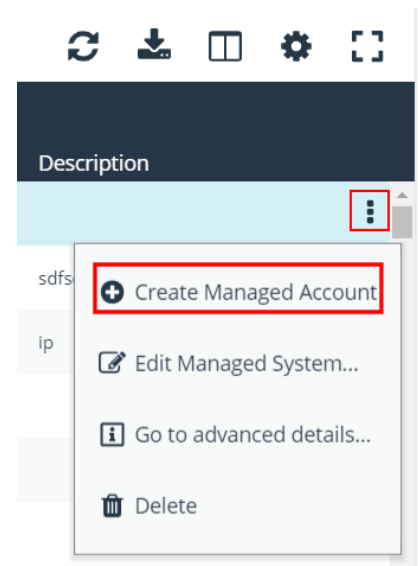 Description
sdfs
Create Managed Account
ip
Edit Managed System...
Go to advanced details...
Delete